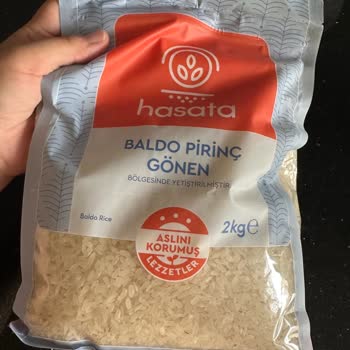 hasata
BALDO PİRİNÇ
GÖNEN
BÖLGESİNDE YETİŞTİRİLMİŞTİR
Baldo Rice
2kg℮
ASLINI
KORUMUŞ
LEZZETLER